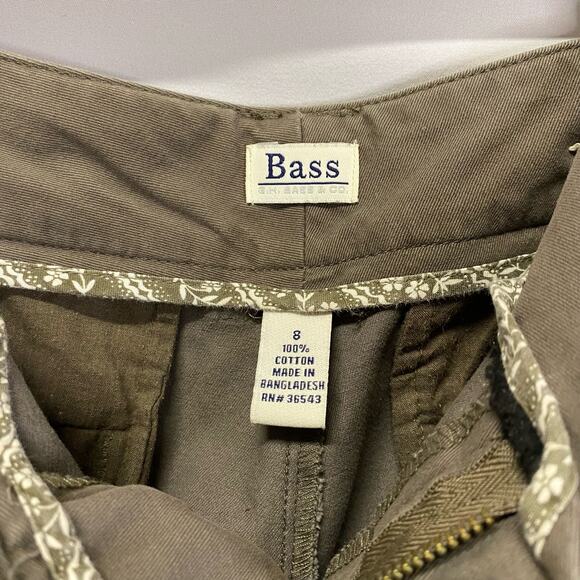 Bass
G.H. BASS & CO.
8
100%
COTTON
MADE IN
BANGLADESH
RN# 36543